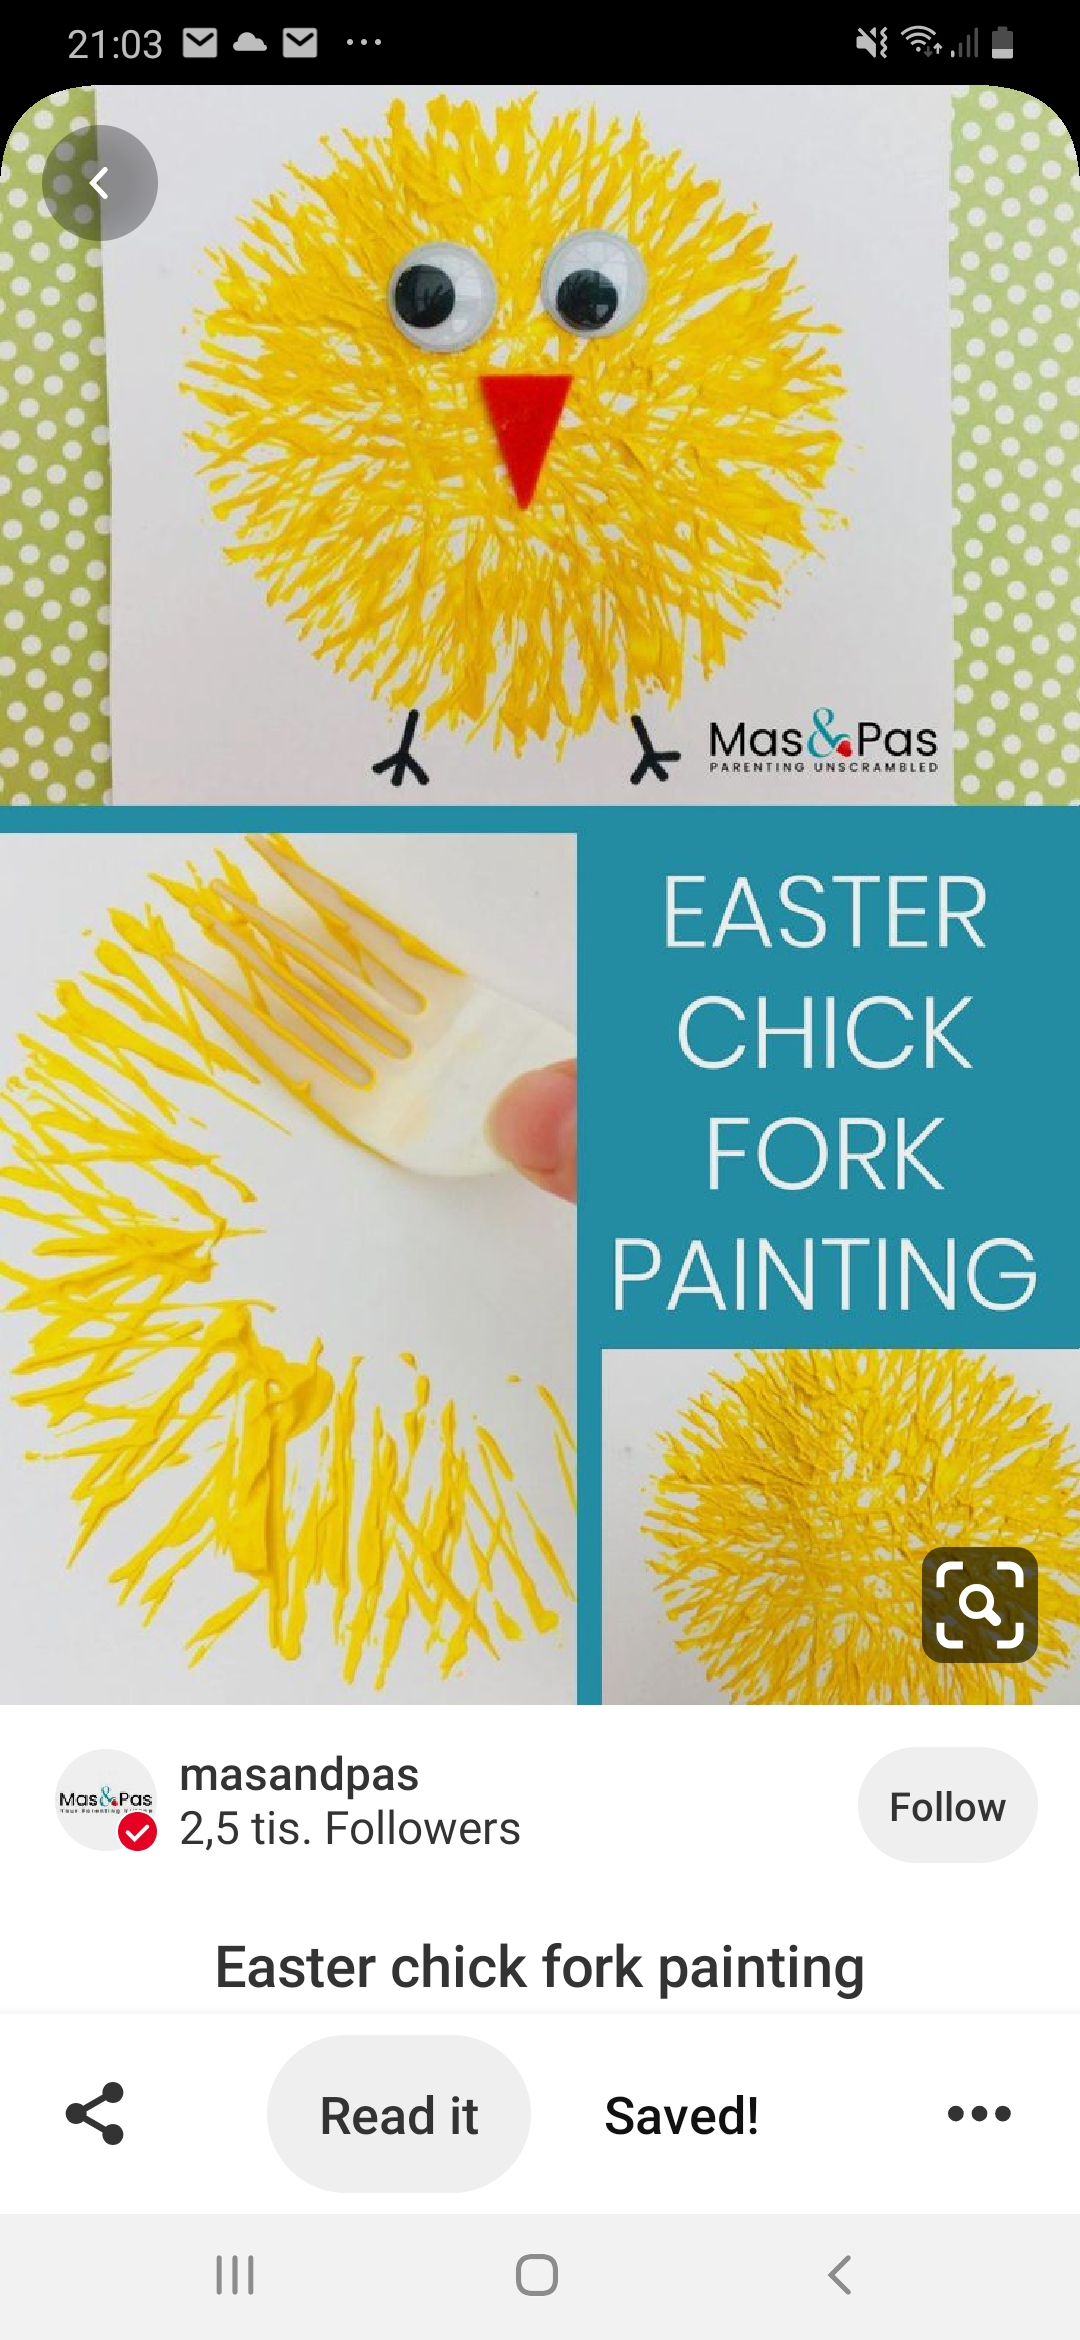 21:03
Mas&Pas
PARENTING UNSCRAMBLED
EASTER
CHICK
FORK
PAINTING
Mas&Pas
masandpas
2,5 tis. Followers
Follow
Easter chick fork painting
Read it
Saved!